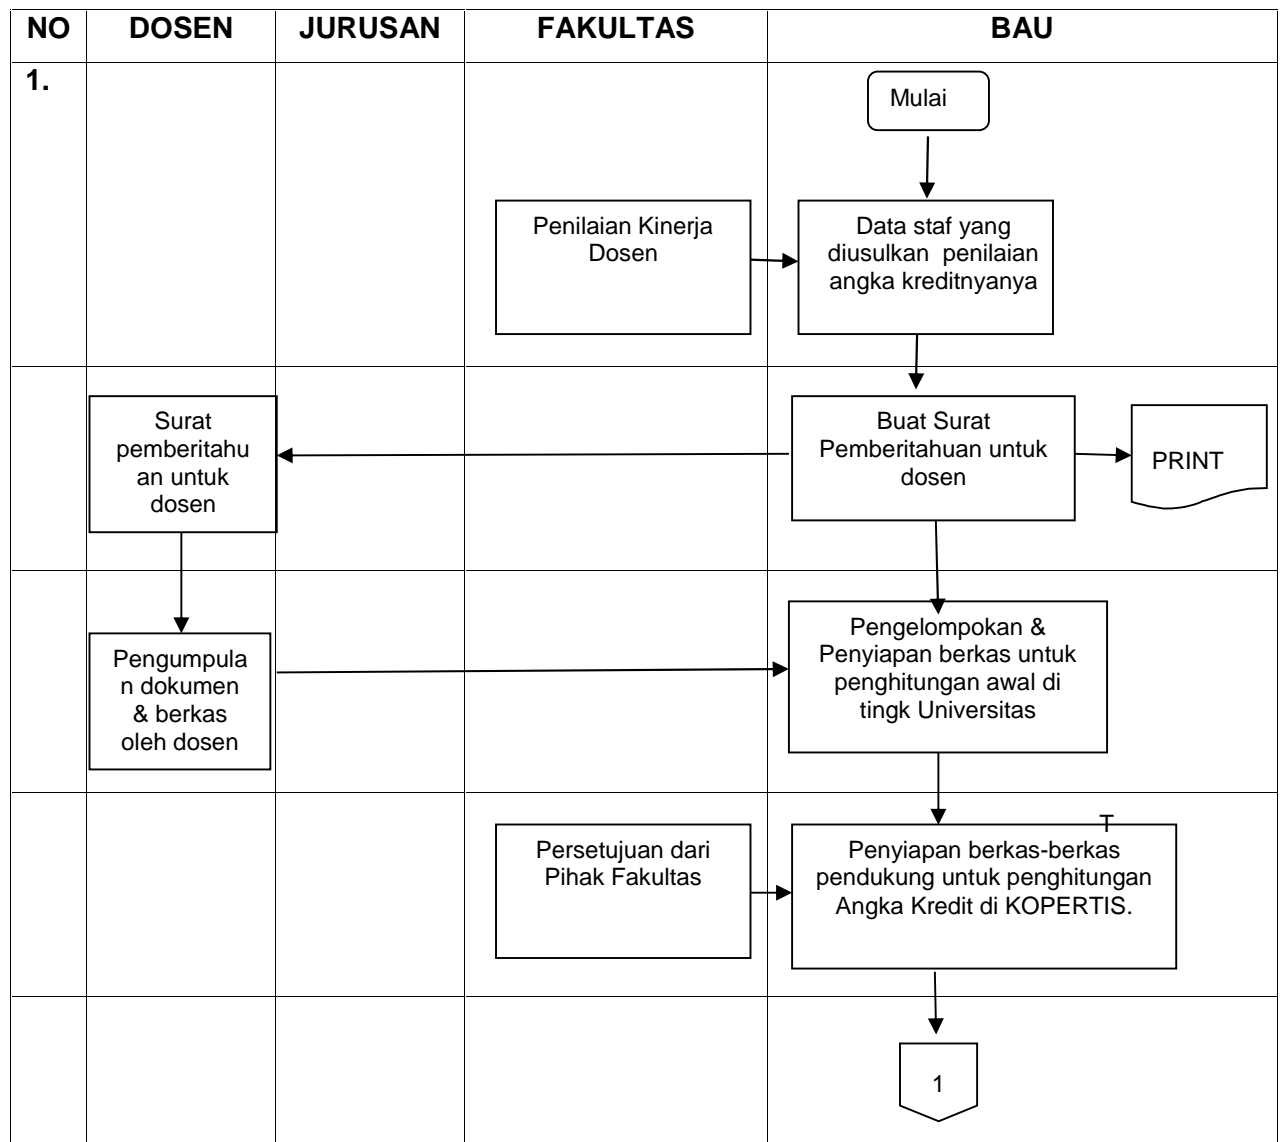 NO DOSEN JURUSAN FAKULTAS BAU
1.
Mulai
Penilaian Kinerja
Dosen
Data staf yang
diusulkan penilaian
angka kreditnyanya
Surat
pemberitahu
an untuk
dosen
Buat Surat
Pemberitahuan untuk
dosen
PRINT
Pengumpula
n dokumen
& berkas
oleh dosen
Pengelompokan &
Penyiapan berkas untuk
penghitungan awal di
tingk Universitas
Persetujuan dari
Pihak Fakultas
T
Penyiapan berkas-berkas
pendukung untuk penghitungan
Angka Kredit di KOPERTIS.
1